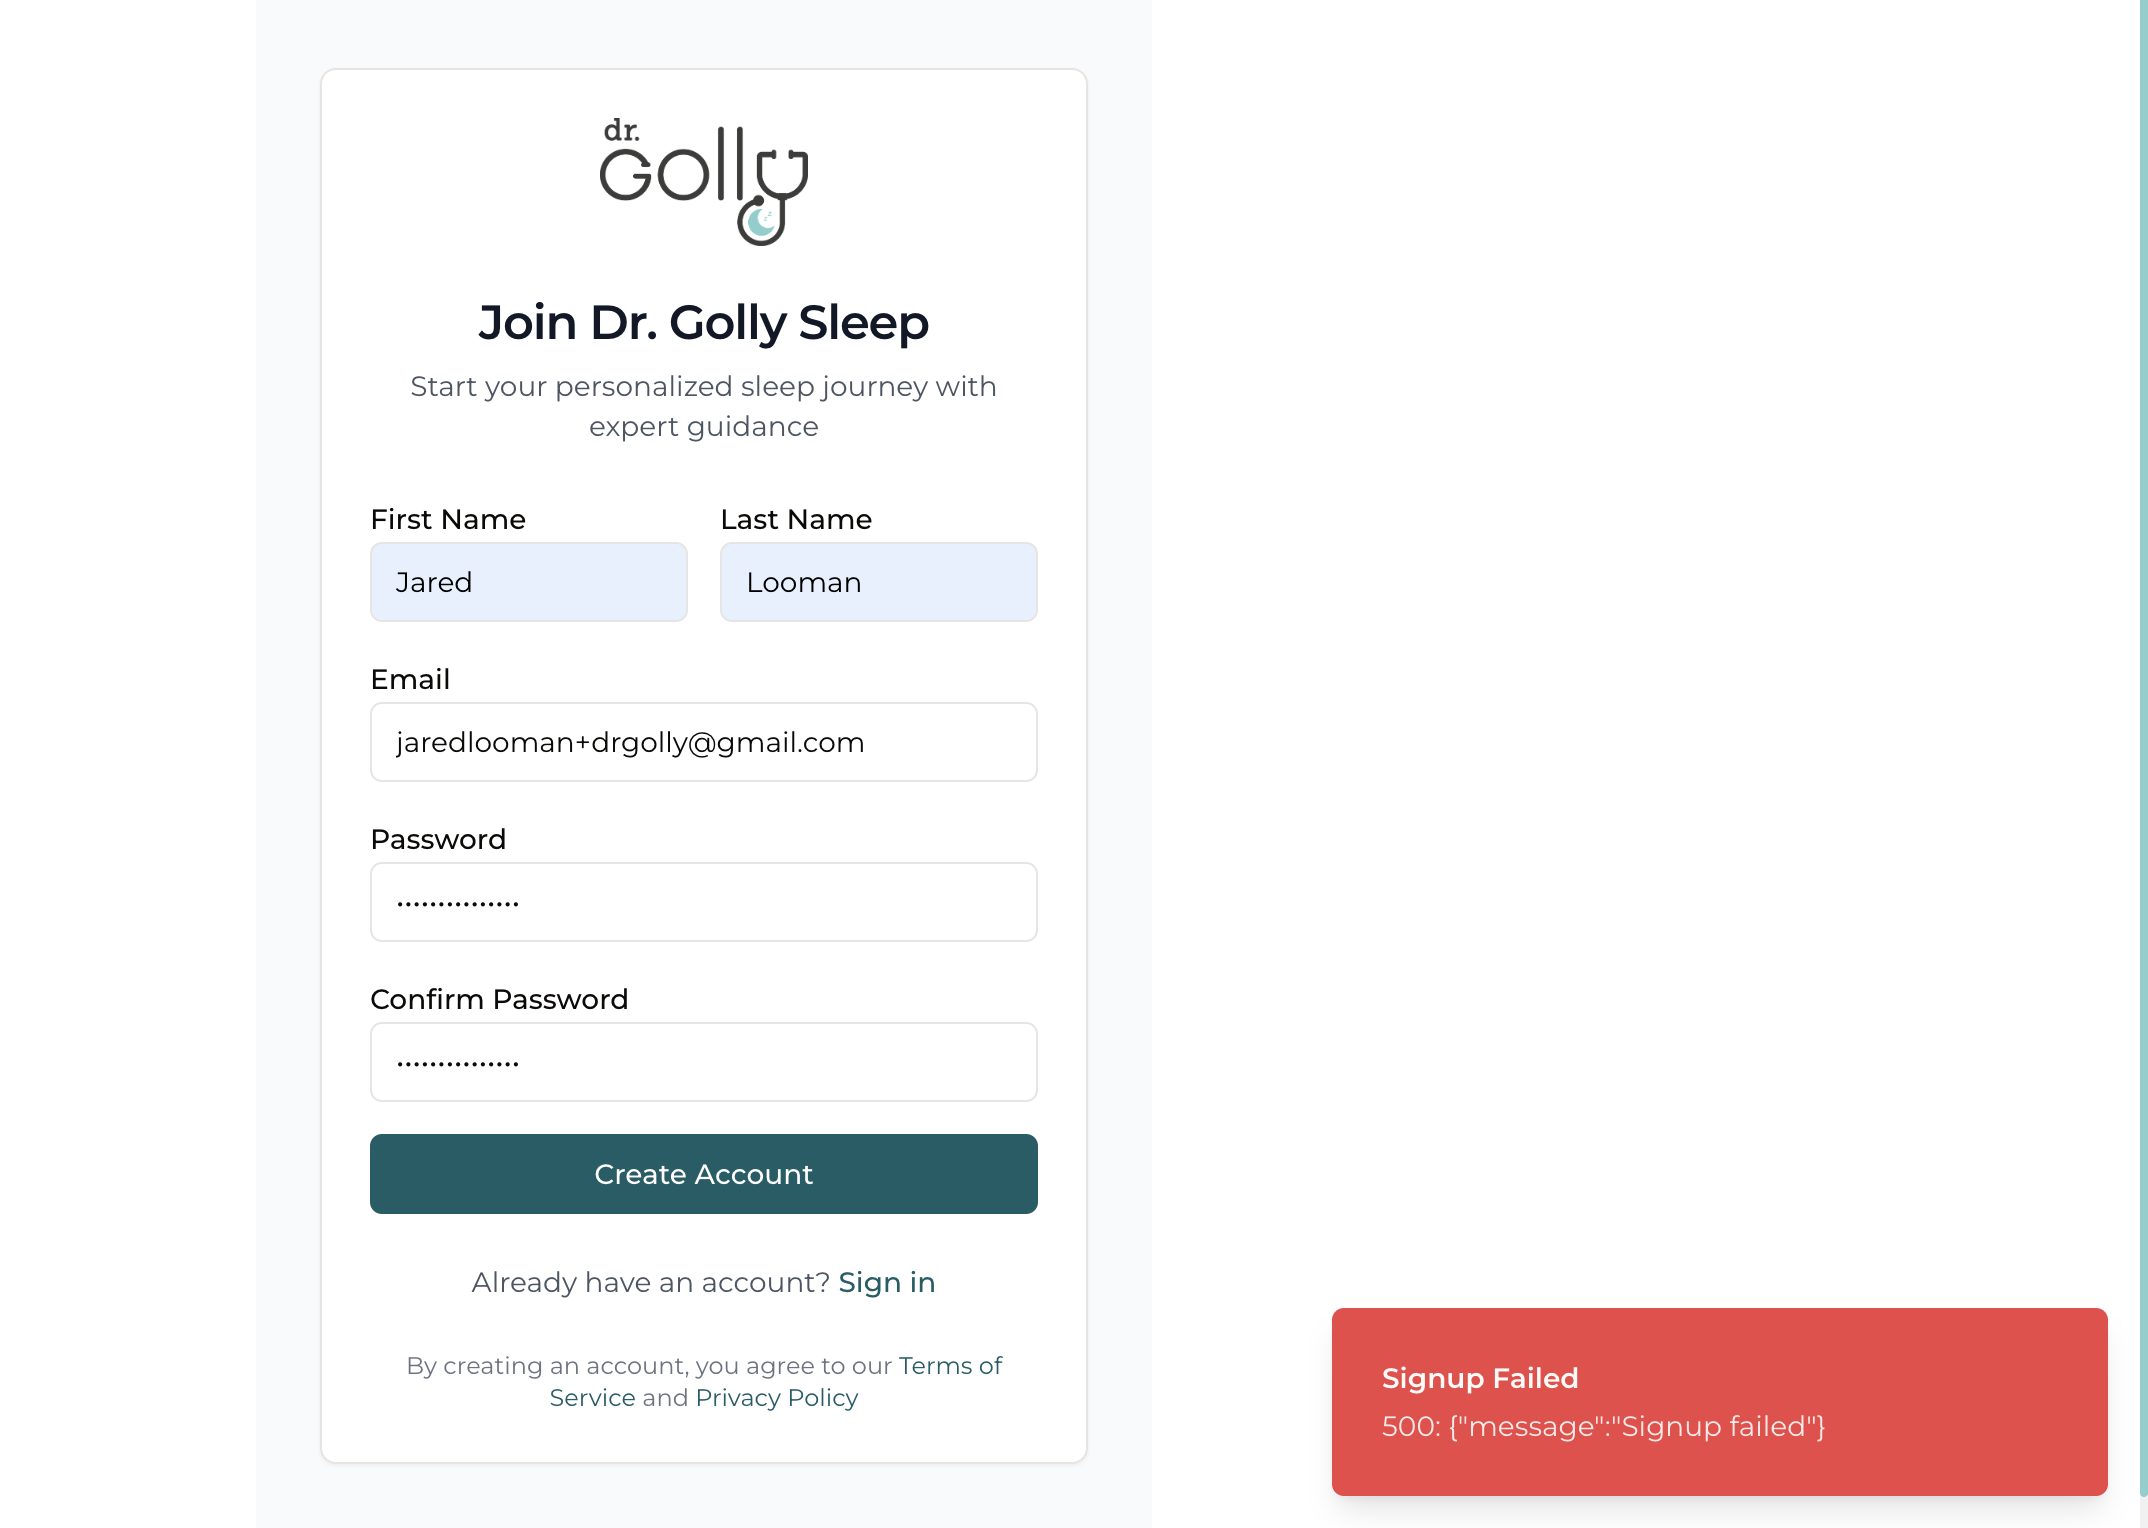 dr.
Golly
Join Dr. Golly Sleep
Start your personalized sleep journey with
expert guidance
First Name
Last Name
Jared
Looman
Email
jaredlooman+drgolly@gmail.com
Password
•••••••••••••••
Confirm Password
•••••••••••••••
Create Account
Already have an account? Sign in
By creating an account, you agree to our Terms of
Service and Privacy Policy
Signup Failed
500: {"message":"Signup failed"}